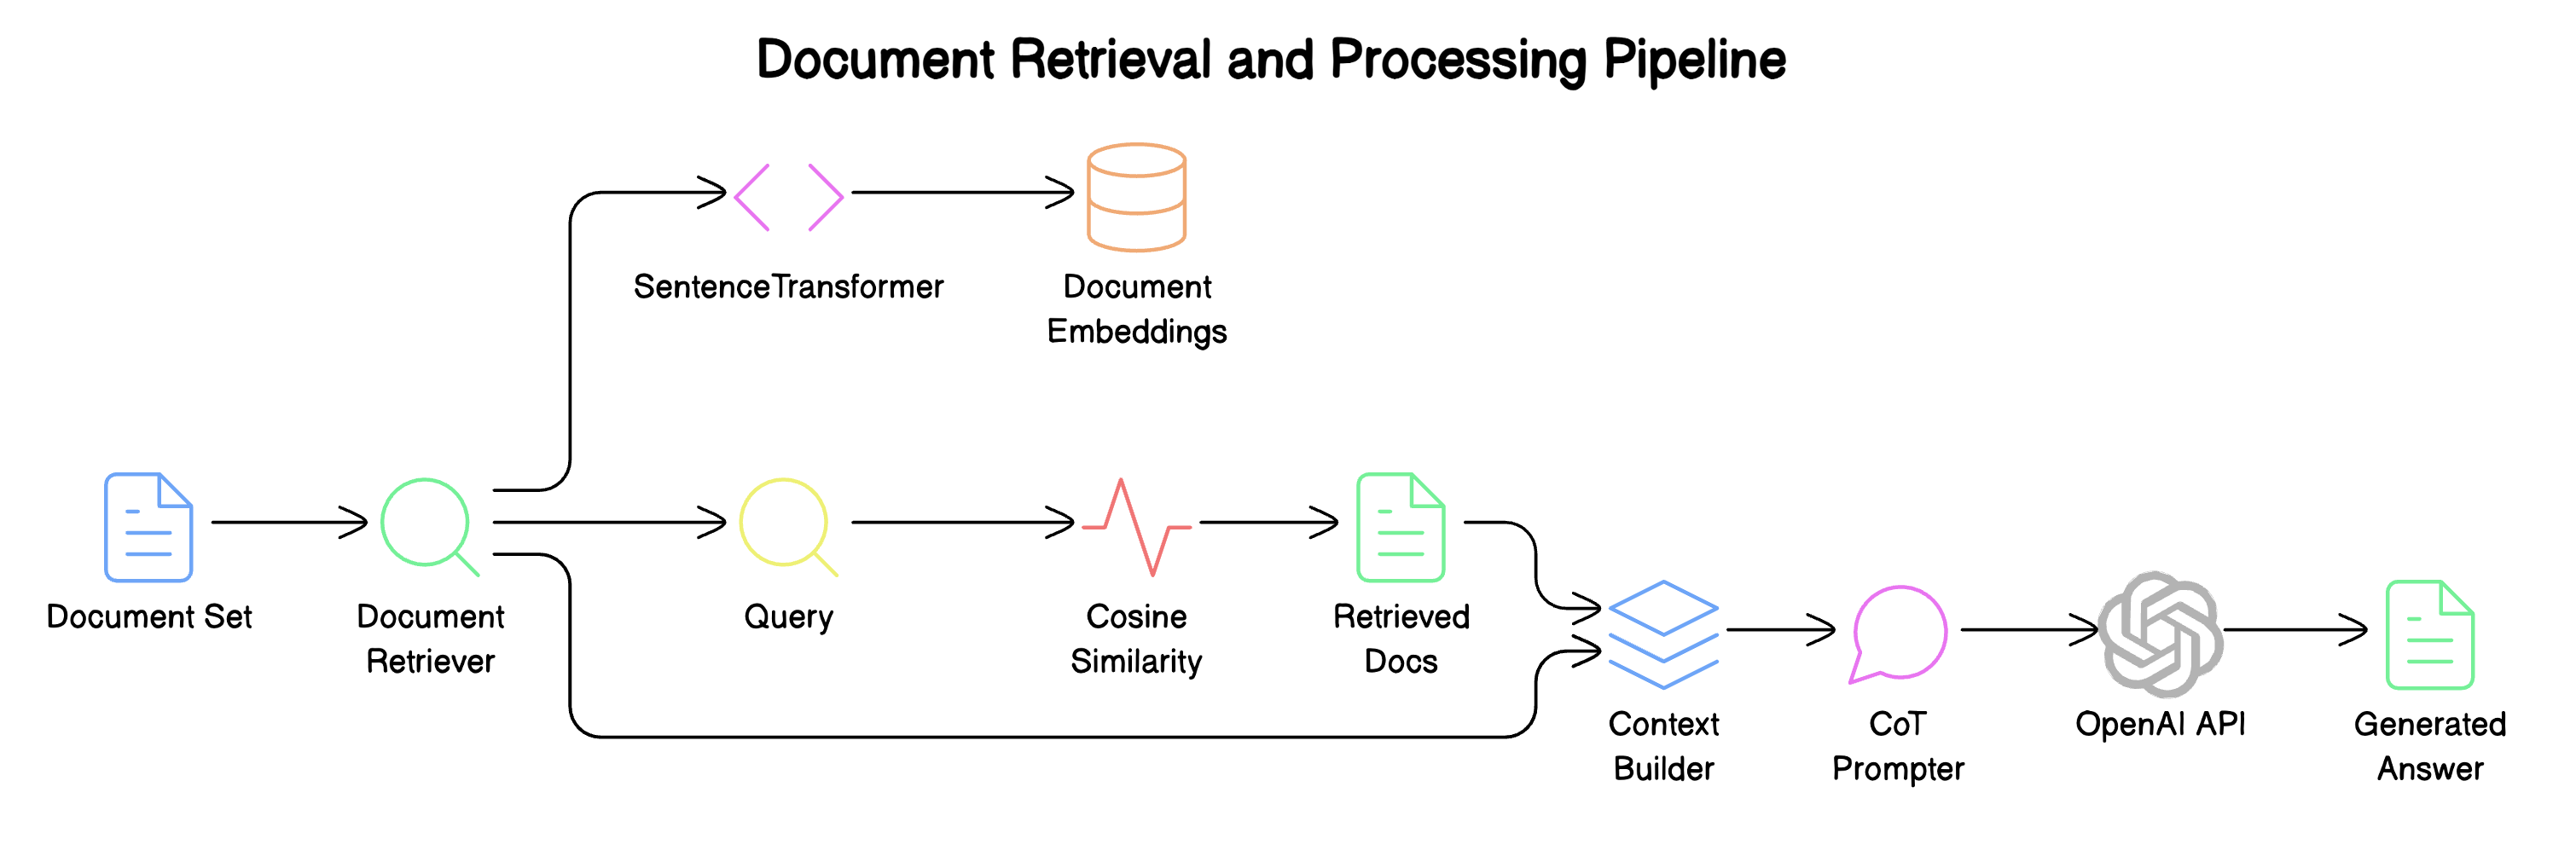 Document Retrieval and Processing Pipeline
SentenceTransformer
Document
Embeddings
Document Set
Document
Retriever
Query
Cosine
Similarity
Retrieved
Docs
Context
Builder
CoT
Prompter
OpenAI API
Generated
Answer